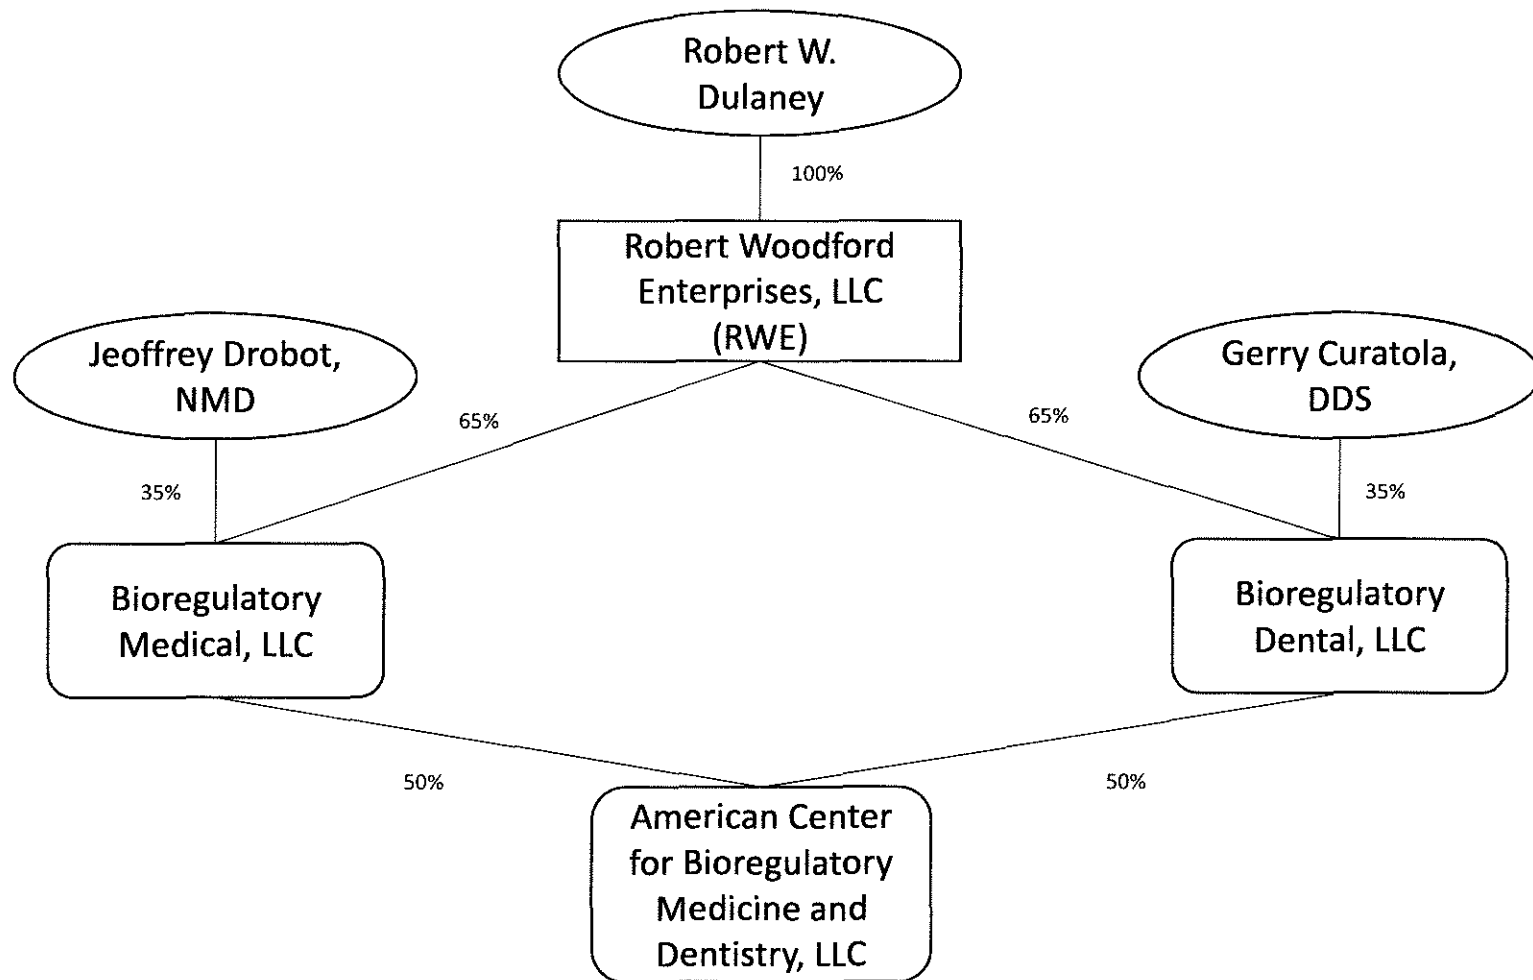 Robert W.
Dulaney
100%
Robert Woodford
Enterprises, LLC
(RWE)
Jeoffrey Drobot,
NMD
Gerry Curatola,
DDS
65%
65%
35%
35%
Bioregulatory
Medical, LLC
Bioregulatory
Dental, LLC
50%
50%
American Center
for Bioregulatory
Medicine and
Dentistry, LLC